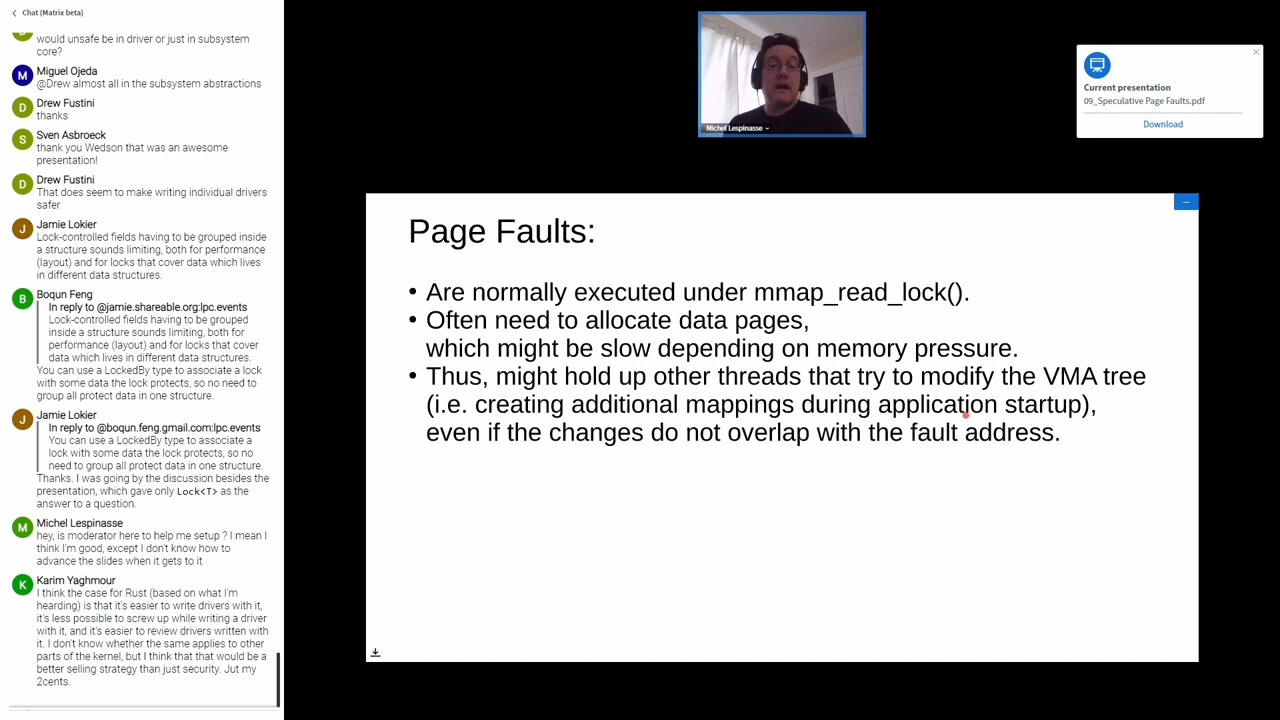 Chat (Matrix beta)
would unsafe be in driver or just in subsystem
core?
Miguel Ojeda
@Drew almost all in the subsystem abstractions
Drew Fustini
thanks
Sven Asbroeck
thank you Wedson that was an awesome
presentation!
Drew Fustini
That does seem to make writing individual drivers
safer
Jamie Lokier
Lock-controlled fields having to be grouped inside
a structure sounds limiting, both for performance
(layout) and for locks that cover data which lives
in different data structures.
Boqun Feng
In reply to @jamie.shareable.org:lpc.events
Lock-controlled fields having to be grouped
inside a structure sounds limiting, both for
performance (layout) and for locks that cover
data which lives in different data structures.
You can use a LockedBy type to associate a lock
with some data the lock protects, so no need to
group all protect data in one structure.
Jamie Lokier
In reply to @boqun.feng.gmail.com:lpc.events
You can use a LockedBy type to associate a
lock with some data the lock protects, so no
need to group all protect data in one structure.
Thanks. I was going by the discussion besides the
presentation, which gave only Lock<T> as the
answer to a question.
Michel Lespinasse
hey, is moderator here to help me setup ? I mean I
think I'm good, except I don't know how to
advance the slides when it gets to it
Karim Yaghmour
I think the case for Rust (based on what I'm
hearding) is that it's easier to write drivers with it,
it's less possible to screw up while writing a driver
with it, and it's easier to review drivers written with
it. I don't know whether the same applies to other
parts of the kernel, but I think that that would be a
better selling strategy than just security. Jut my
2cents.
M
D
S
D
J
B
J
M
K
Michel Lespinasse
Current presentation
09_Speculative Page Faults.pdf
Download
Page Faults:
• Are normally executed under mmap_read_lock().
• Often need to allocate data pages,
which might be slow depending on memory pressure.
• Thus, might hold up other threads that try to modify the VMA tree
(i.e. creating additional mappings during application startup),
even if the changes do not overlap with the fault address.